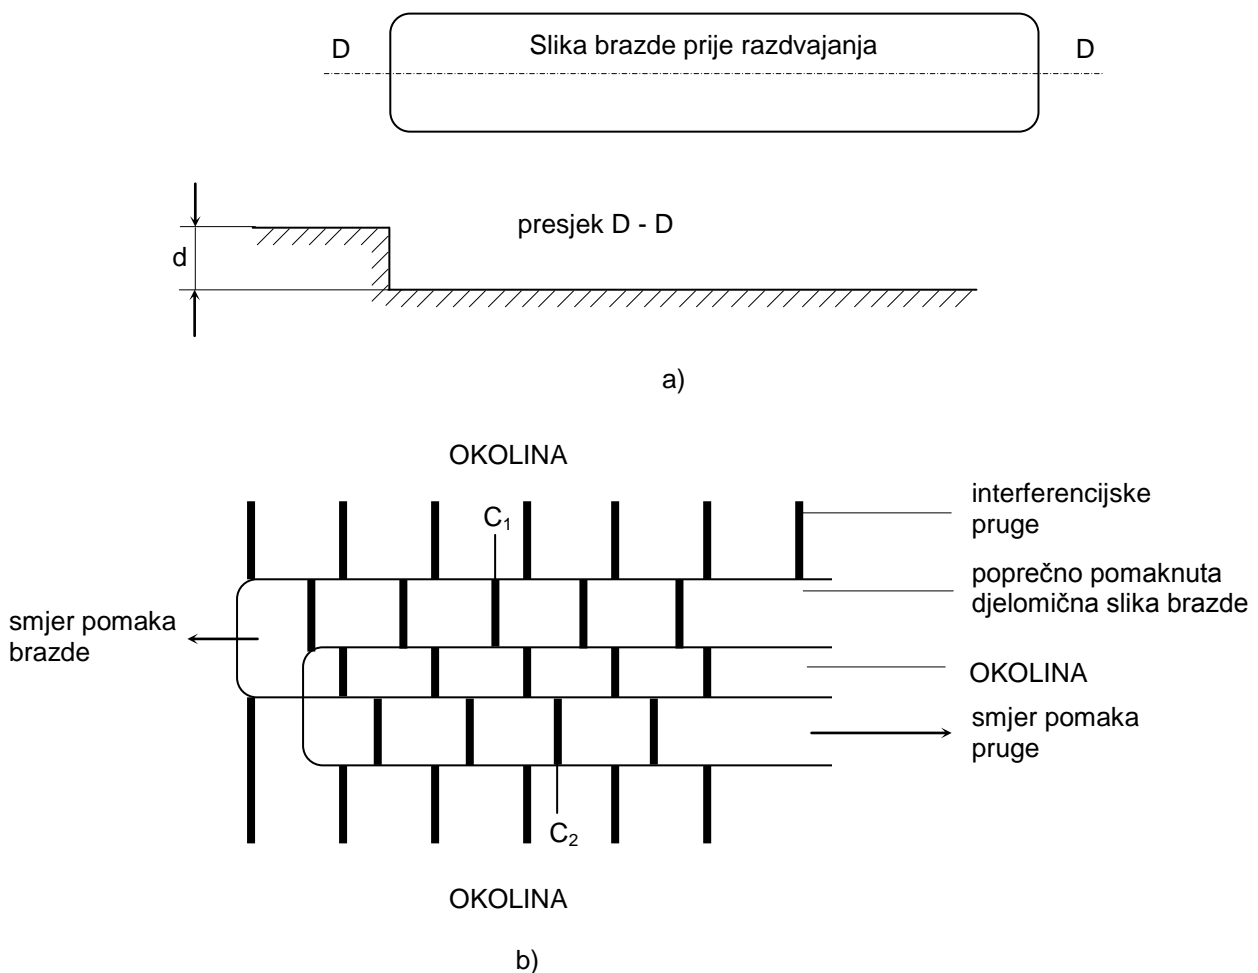 D
Slika brazde prije razdvajanja
D
presjek D - D
d
a)
OKOLINA
interferencijske
pruge
C₁
poprečno pomaknuta
djelomična slika brazde
smjer pomaka
brazde
OKOLINA
smjer pomaka
pruge
C₂
OKOLINA
b)